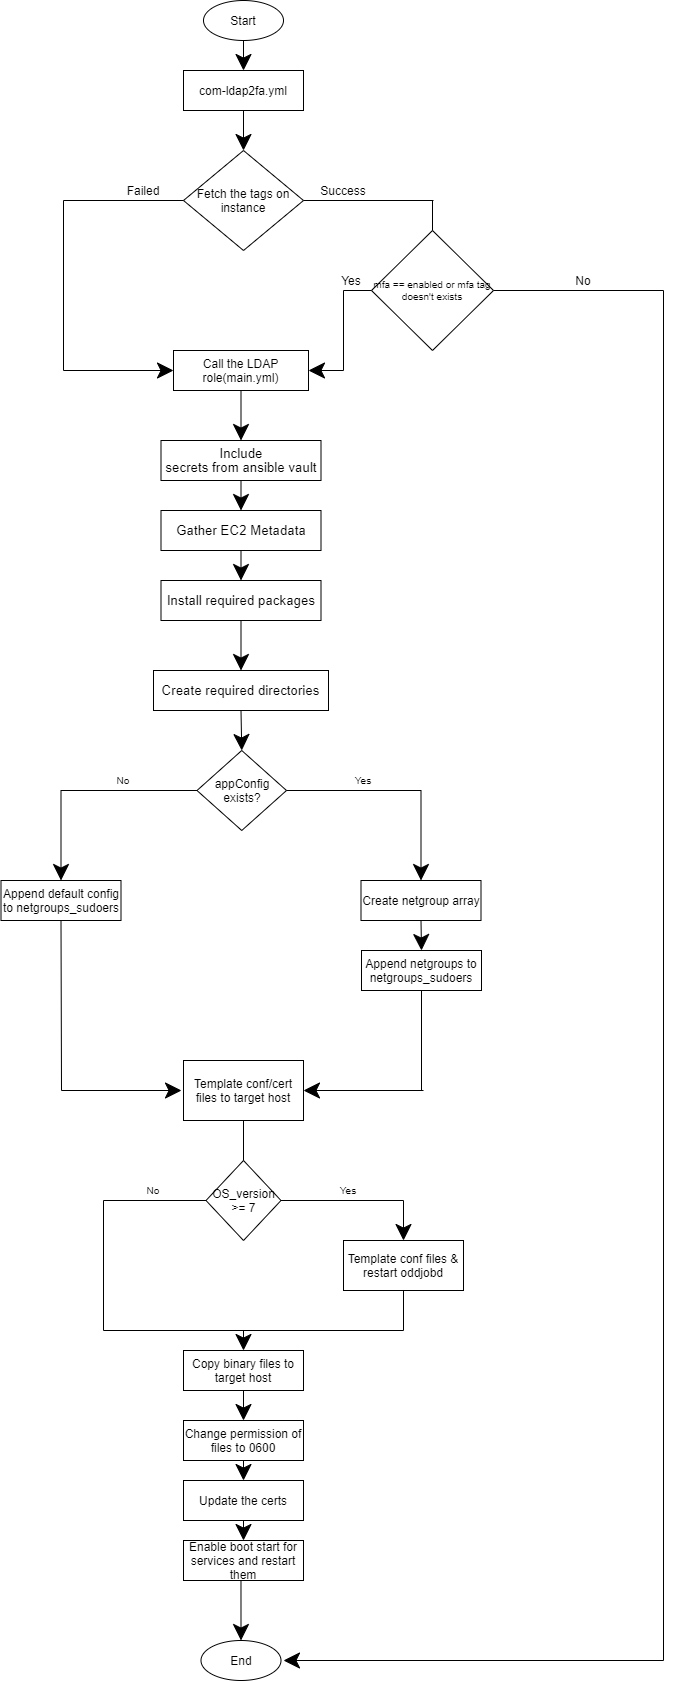 Start
com-ldap2fa.yml
Failed
Fetch the tags on
instance
Success
Yes
mfa == enabled or mfa tag
doesn't exists
No
Call the LDAP
role(main.yml)
Include
secrets from ansible vault
Gather EC2 Metadata
Install required packages
Create required directories
No
appConfig
exists?
Yes
Append default config
to netgroups_sudoers
Create netgroup array
Append netgroups to
netgroups_sudoers
Template conf/cert
files to target host
No
OS_version
>= 7
Yes
Template conf files &
restart oddjobd
Copy binary files to
target host
Change permission of
files to 0600
Update the certs
Enable boot start for
services and restart
them
End